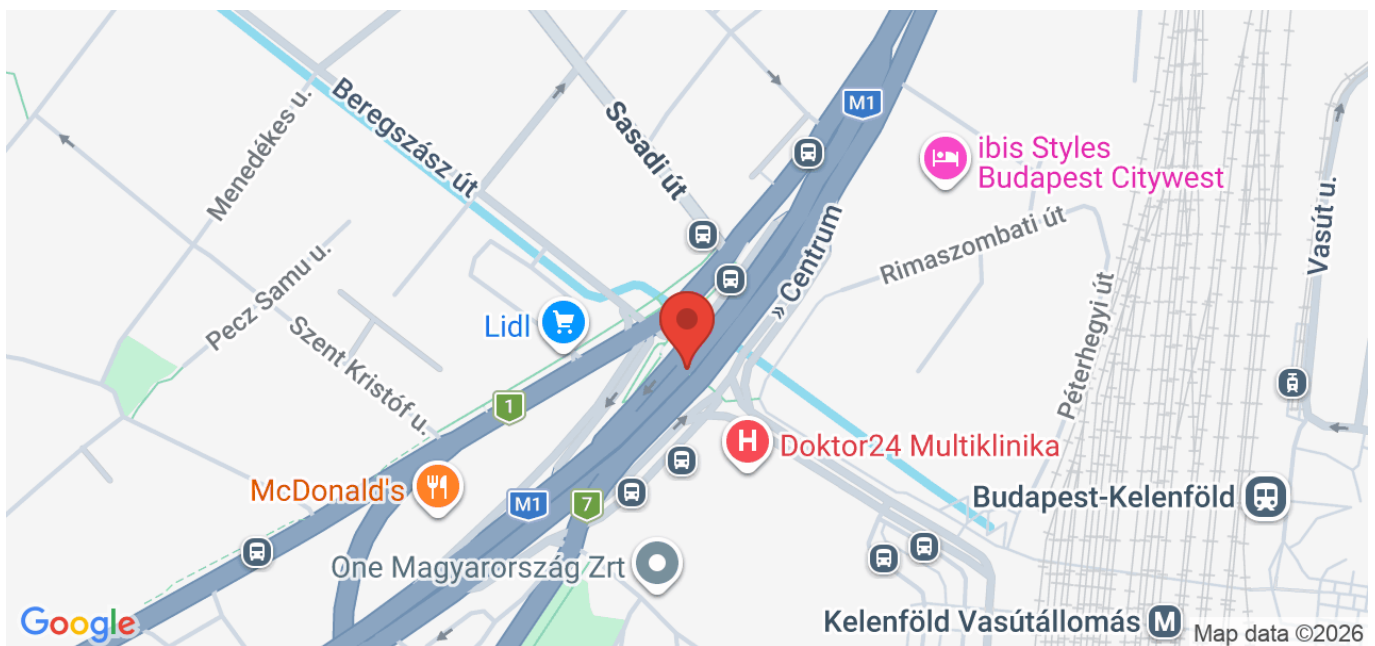 M1
ibis Styles
Budapest Citywest
Sasadi út
Beregszász út
Menedékes u.
Vasút u.
» Centrum
Rimaszombati út
Pecz Samu u.
Péterhegyi út
Lidl
Szent Kristóf u.
1
H
Doktor24 Multiklinika
McDonald's
M1
7
Budapest-Kelenföld
One Magyarország Zrt
Kelenföld Vasútállomás M
Google
Map data ©2026